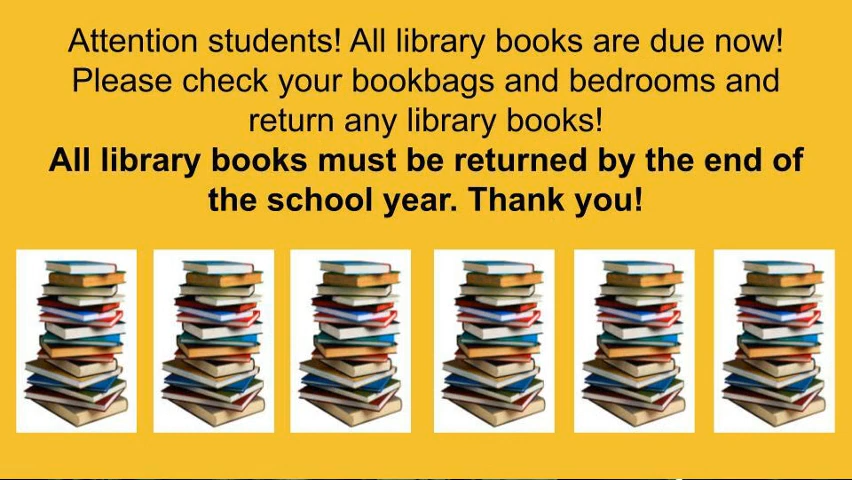 Attention students! All library books are due now!
Please check your bookbags and bedrooms and
return any library books!
All library books must be returned by the end of
the school year. Thank you!